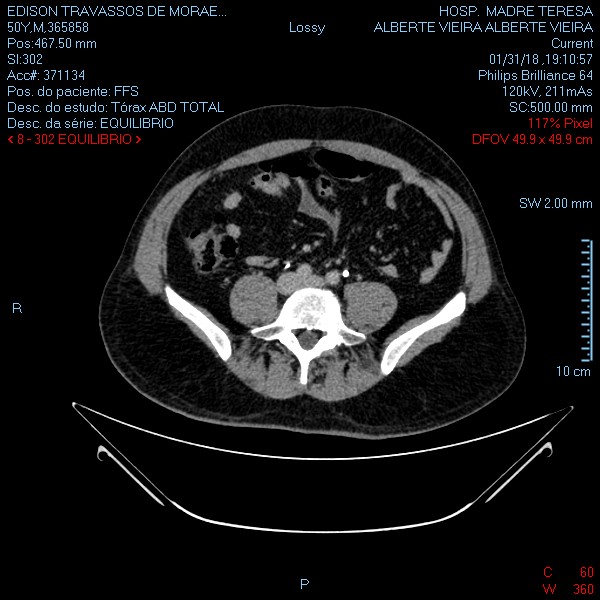 EDISON TRAVASSOS DE MORAE...
50Y,M,365858
Pos:467.50 mm
Sl:302
Acc#: 371134
Pos. do paciente: FFS
Desc. do estudo: Tórax ABD TOTAL
Desc. da série: EQUILIBRIO
< 8 - 302 EQUILIBRIO >
Lossy
HOSP. MADRE TERESA
ALBERTE VIEIRA ALBERTE VIEIRA
Current
01/31/18 ,19:10:57
Philips Brilliance 64
120kV, 211mAs
SC:500.00 mm
117% Pixel
DFOV 49.9 x 49.9 cm
SW 2.00 mm
R
10 cm
P
C 60
W 360